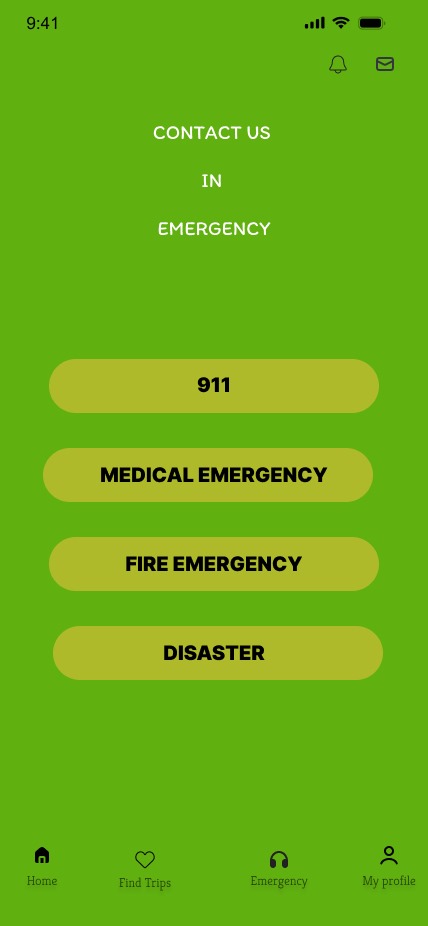 9:41
CONTACT US
IN
EMERGENCY
911
MEDICAL EMERGENCY
FIRE EMERGENCY
DISASTER
Home
Find Trips
Emergency
My profile